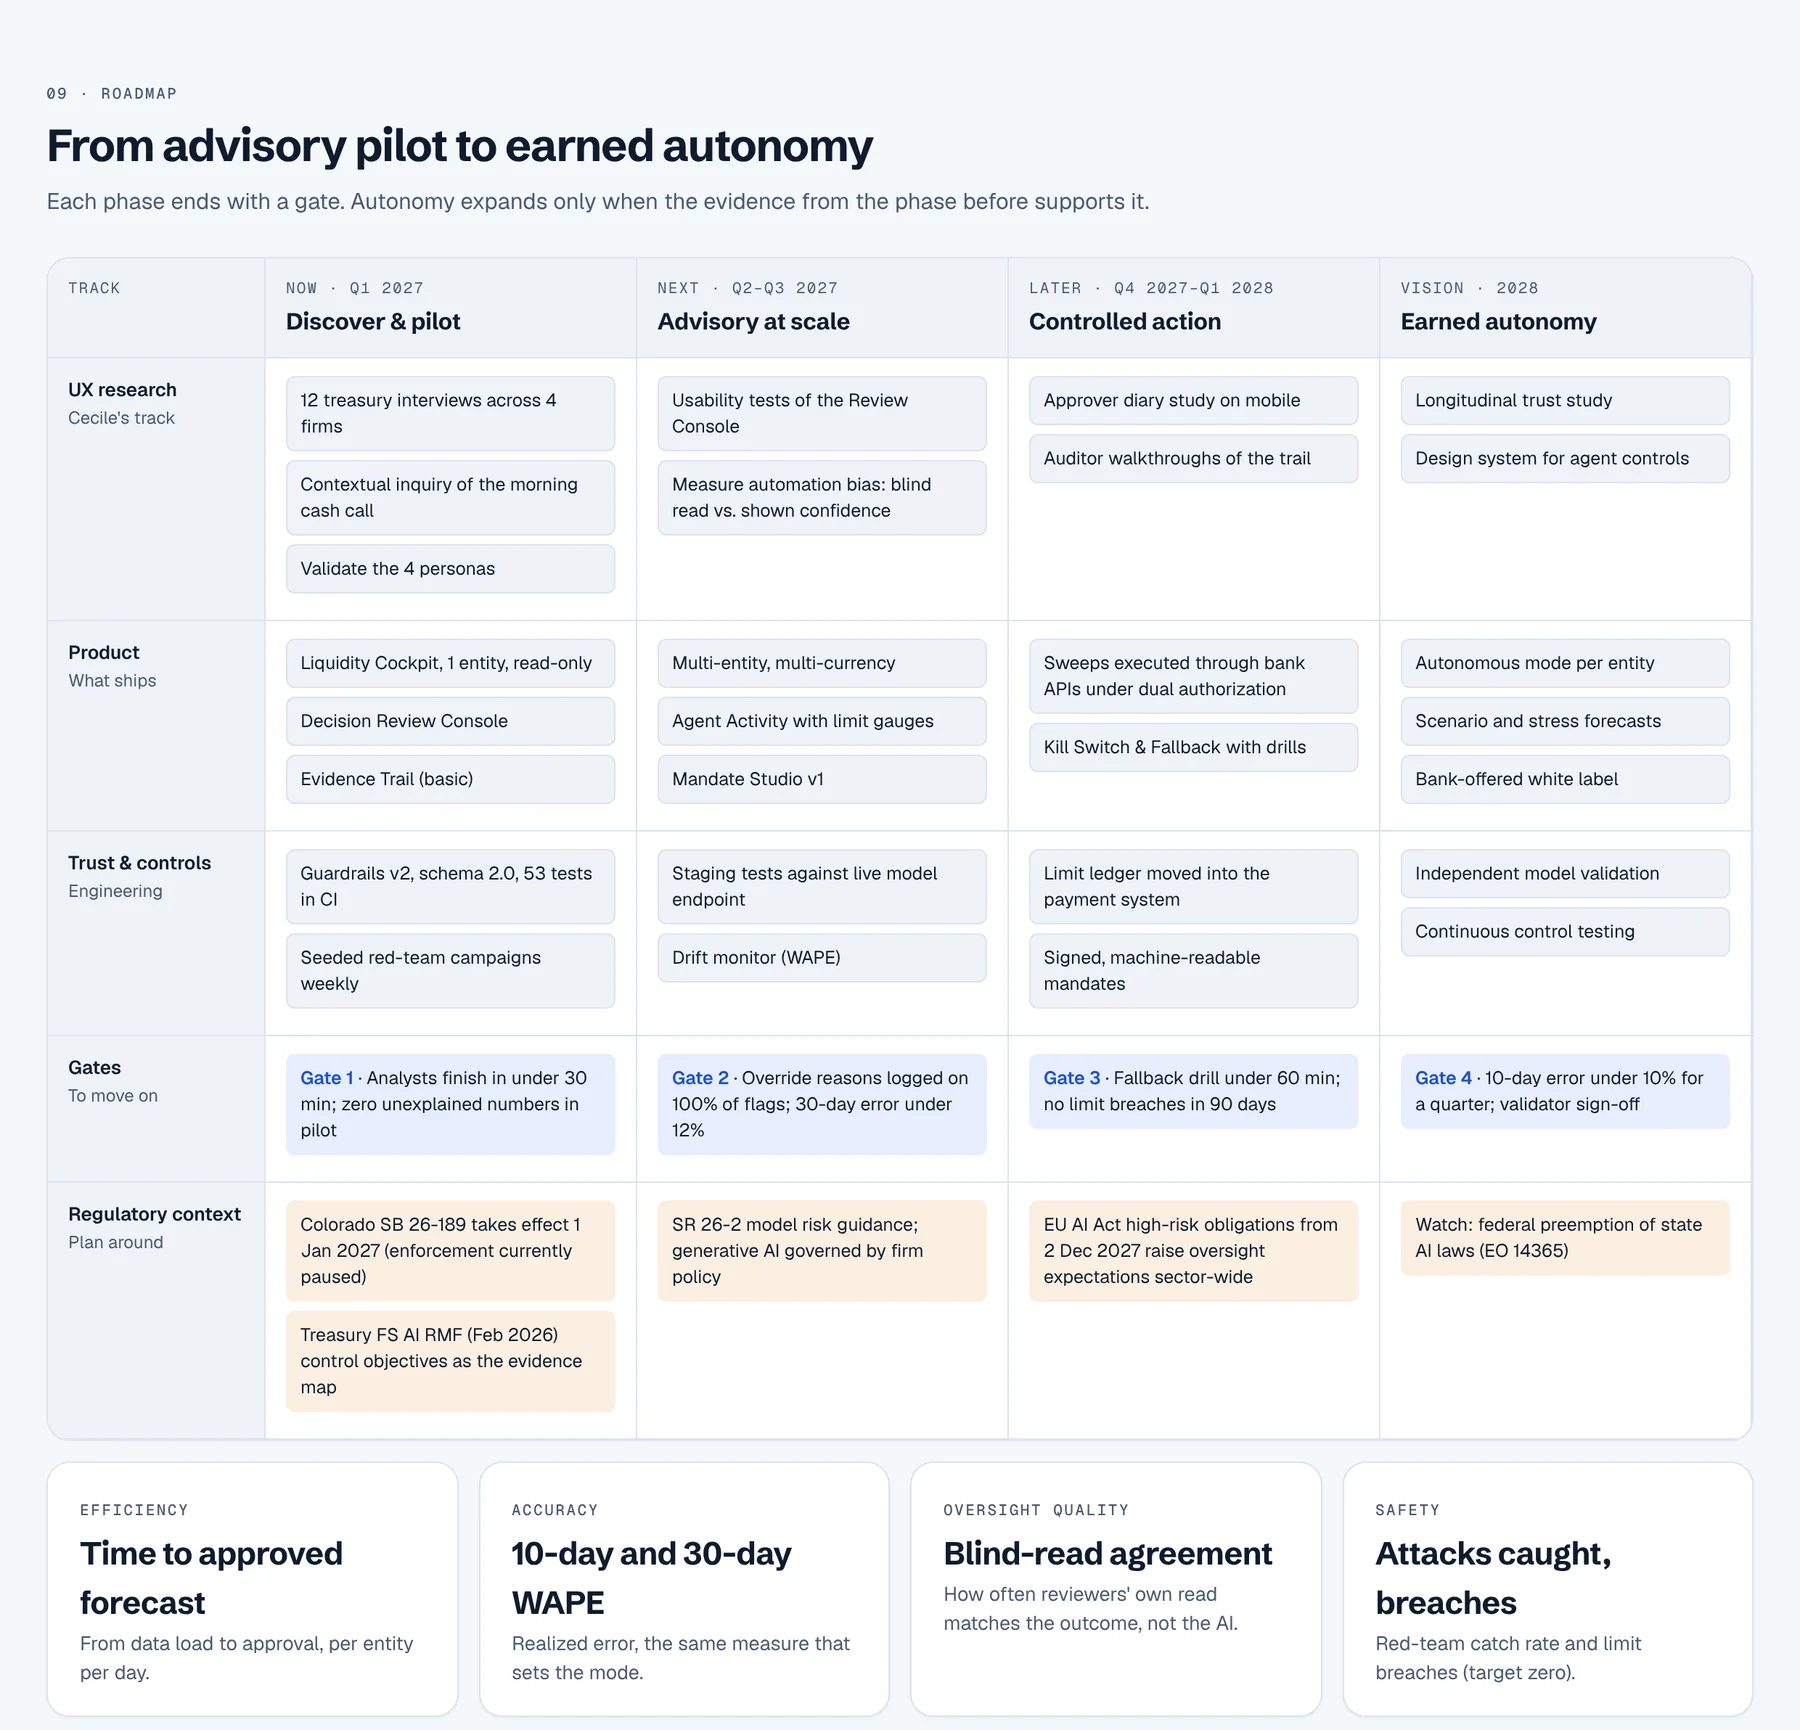 09 · ROADMAP
From advisory pilot to earned autonomy
Each phase ends with a gate. Autonomy expands only when the evidence from the phase before supports it.
TRACK
NOW · Q1 2027
Discover & pilot
NEXT · Q2–Q3 2027
Advisory at scale
LATER · Q4 2027–Q1 2028
Controlled action
VISION · 2028
Earned autonomy
UX research
Cecile's track
12 treasury interviews across 4
firms
Contextual inquiry of the morning
cash call
Validate the 4 personas
Usability tests of the Review
Console
Measure automation bias: blind
read vs. shown confidence
Approver diary study on mobile
Auditor walkthroughs of the trail
Longitudinal trust study
Design system for agent controls
Product
What ships
Liquidity Cockpit, 1 entity, read-only
Decision Review Console
Evidence Trail (basic)
Multi-entity, multi-currency
Agent Activity with limit gauges
Mandate Studio v1
Sweeps executed through bank
APIs under dual authorization
Kill Switch & Fallback with drills
Autonomous mode per entity
Scenario and stress forecasts
Bank-offered white label
Trust & controls
Engineering
Guardrails v2, schema 2.0, 53 tests
in CI
Seeded red-team campaigns
weekly
Staging tests against live model
endpoint
Drift monitor (WAPE)
Limit ledger moved into the
payment system
Signed, machine-readable
mandates
Independent model validation
Continuous control testing
Gates
To move on
Gate 1 · Analysts finish in under 30
min; zero unexplained numbers in
pilot
Gate 2 · Override reasons logged on
100% of flags; 30-day error under
12%
Gate 3 · Fallback drill under 60 min;
no limit breaches in 90 days
Gate 4 · 10-day error under 10% for
a quarter; validator sign-off
Regulatory context
Plan around
Colorado SB 26-189 takes effect 1
Jan 2027 (enforcement currently
paused)
Treasury FS AI RMF (Feb 2026)
control objectives as the evidence
map
SR 26-2 model risk guidance;
generative AI governed by firm
policy
EU AI Act high-risk obligations from
2 Dec 2027 raise oversight
expectations sector-wide
Watch: federal preemption of state
AI laws (EO 14365)
EFFICIENCY
Time to approved
forecast
From data load to approval, per entity
per day.
ACCURACY
10-day and 30-day
WAPE
Realized error, the same measure that
sets the mode.
OVERSIGHT QUALITY
Blind-read agreement
How often reviewers' own read
matches the outcome, not the AI.
SAFETY
Attacks caught,
breaches
Red-team catch rate and limit
breaches (target zero).